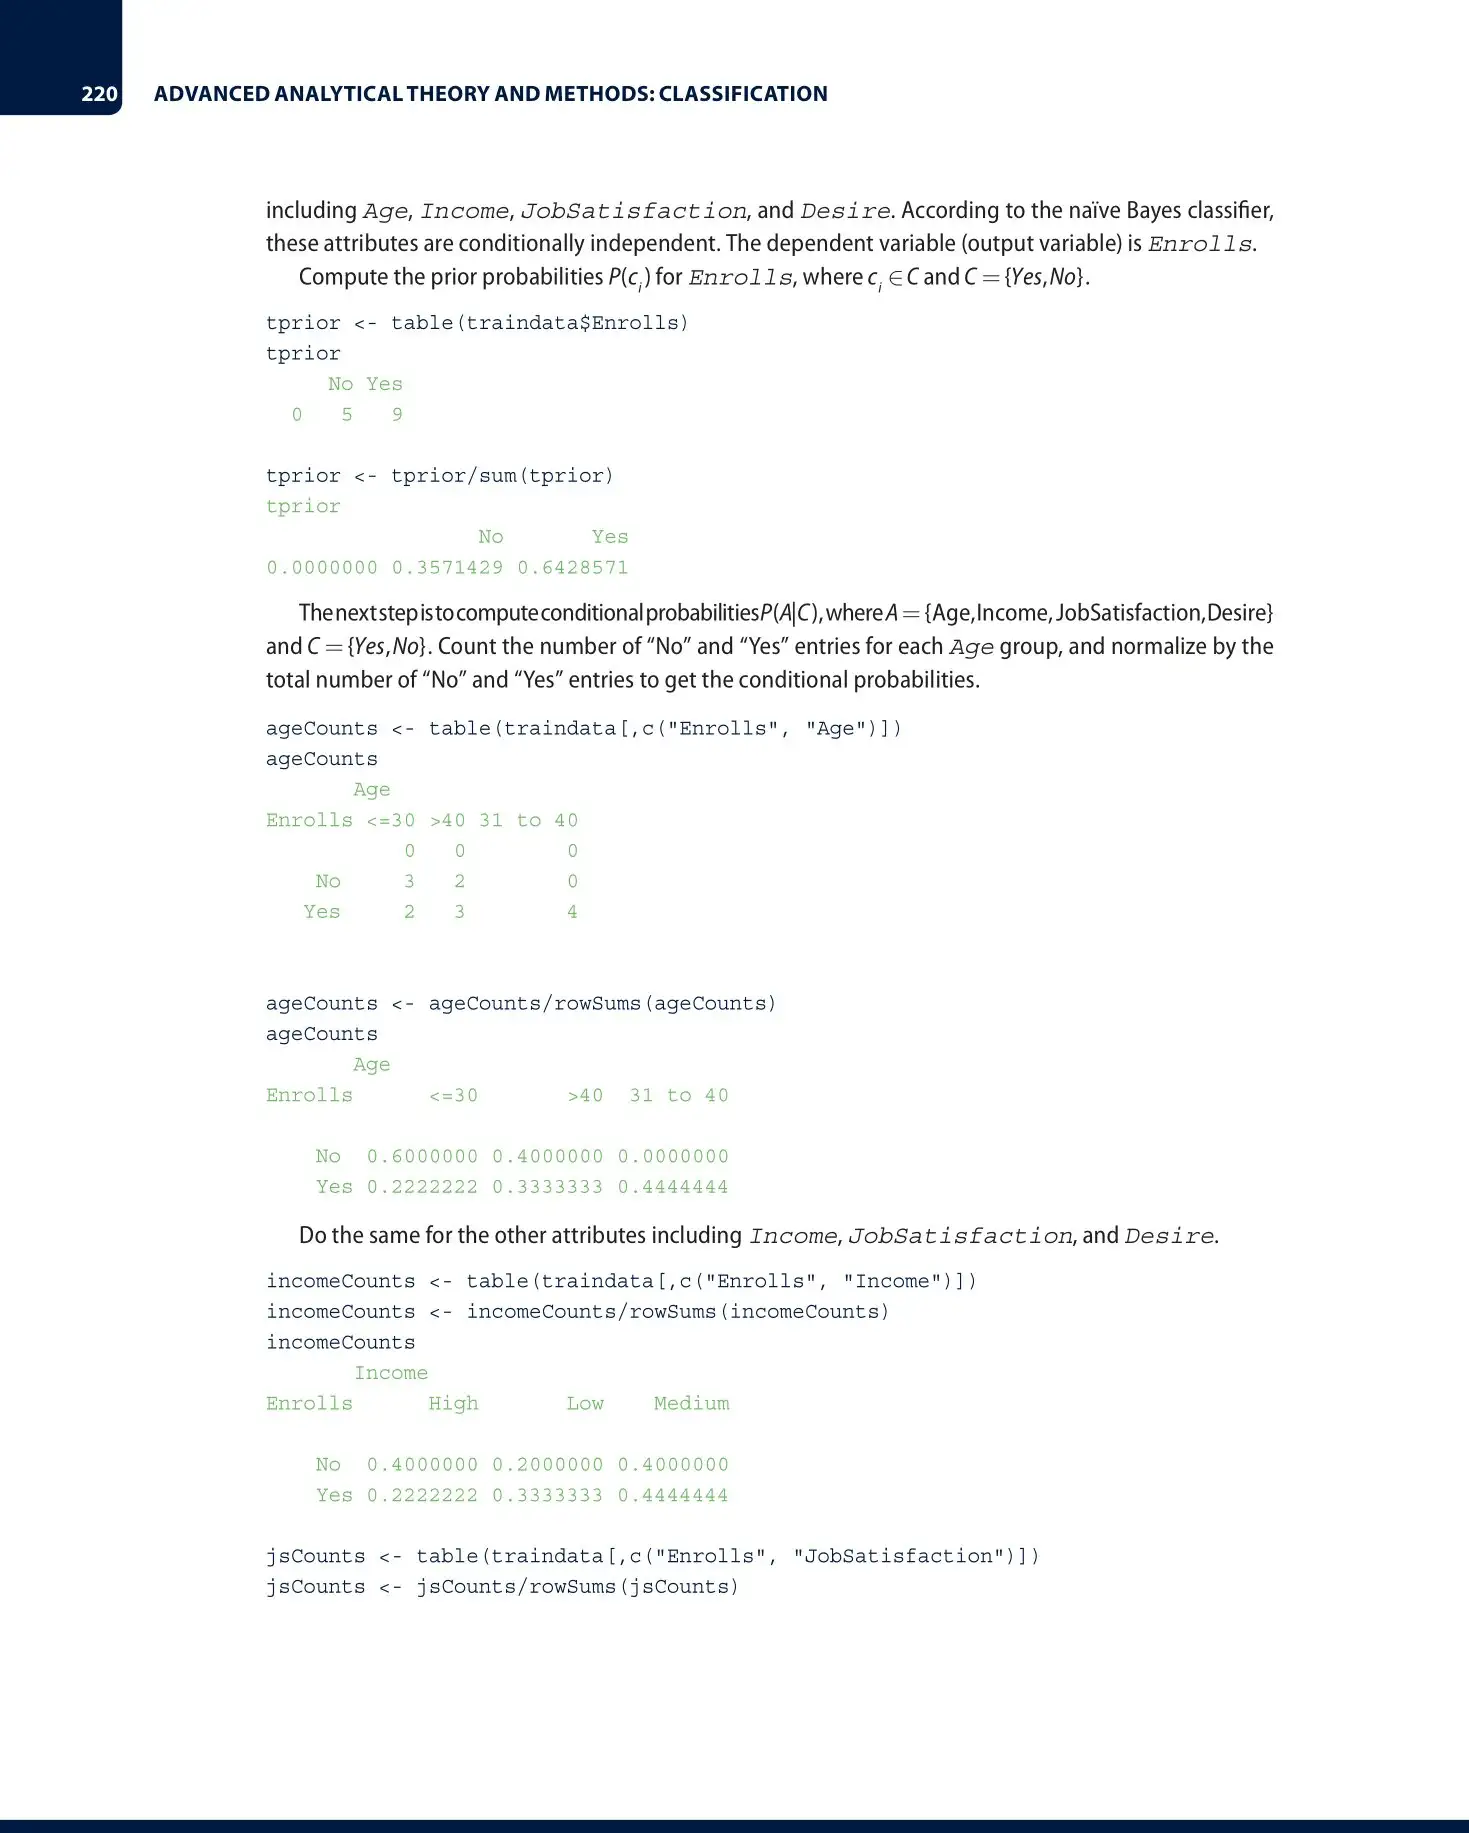 220 ADVANCED ANALYTICAL THEORY AND METHODS: CLASSIFICATION
including Age, Income, JobSatisfaction, and Desire. According to the naïve Bayes classifier,
these attributes are conditionally independent. The dependent variable (output variable) is Enrolls.
Compute the prior probabilities P(ci) for Enrolls, where ci ∈ C and C = {Yes, No}.
tprior <- table(traindata$Enrolls)
tprior
     No Yes
  0   5   9
tprior <- tprior/sum(tprior)
tprior
                 No       Yes
0.0000000 0.3571429 0.6428571
The next step is to compute conditional probabilities P(A|C), where A = {Age, Income, JobSatisfaction, Desire}
and C = {Yes, No}. Count the number of “No” and “Yes” entries for each Age group, and normalize by the
total number of “No” and “Yes” entries to get the conditional probabilities.
ageCounts <- table(traindata[,c("Enrolls", "Age")])
ageCounts
       Age
Enrolls <=30 >40 31 to 40
           0   0        0
    No     3   2        0
   Yes     2   3        4
ageCounts <- ageCounts/rowSums(ageCounts)
ageCounts
       Age
Enrolls      <=30       >40  31 to 40
    No  0.6000000 0.4000000 0.0000000
    Yes 0.2222222 0.3333333 0.4444444
Do the same for the other attributes including Income, JobSatisfaction, and Desire.
incomeCounts <- table(traindata[,c("Enrolls", "Income")])
incomeCounts <- incomeCounts/rowSums(incomeCounts)
incomeCounts
       Income
Enrolls      High       Low    Medium
    No  0.4000000 0.2000000 0.4000000
    Yes 0.2222222 0.3333333 0.4444444
jsCounts <- table(traindata[,c("Enrolls", "JobSatisfaction")])
jsCounts <- jsCounts/rowSums(jsCounts)